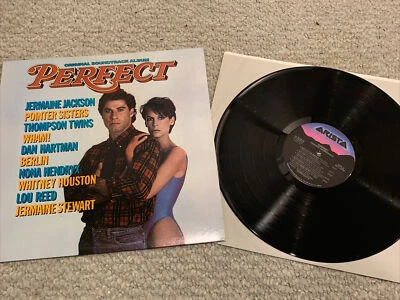 ORIGINAL SOUNDTRACK ALBUM
PERFECT
JERMAINE JACKSON
POINTER SISTERS
THOMPSON TWINS
WHAM!
DAN HARTMAN
BERLIN
NONA HENDRYX
WHITNEY HOUSTON
LOU REED
JERMAINE STEWART
ARISTA